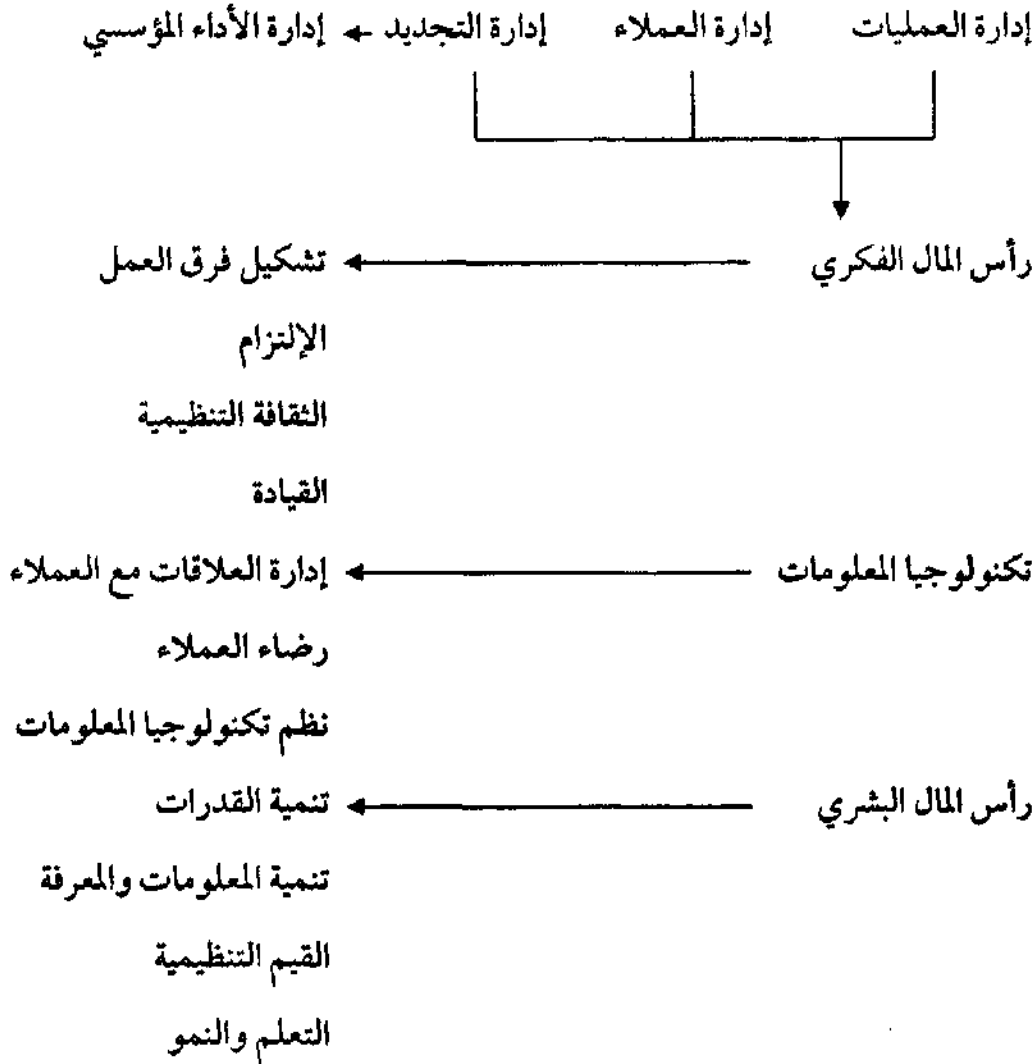 إدارة العمليات إدارة العملاء إدارة التجديد إدارة الأداء المؤسسي
رأس المال الفكري تشكيل فرق العمل
الإلتزام
الثقافة التنظيمية
القيادة
تكنولوجيا المعلومات إدارة العلاقات مع العملاء
رضاء العملاء
نظم تكنولوجيا المعلومات
رأس المال البشري تنمية القدرات
تنمية المعلومات والمعرفة
القيم التنظيمية
التعلم والنمو